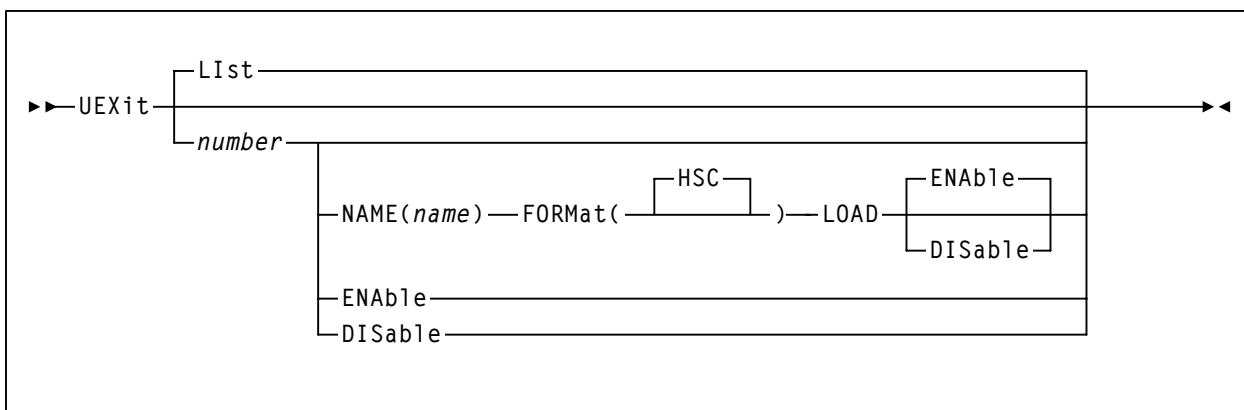 LIst
UEXit
number
HSC ENAble
NAME(name) FORMat( ) LOAD
DISable
ENAble
DISable